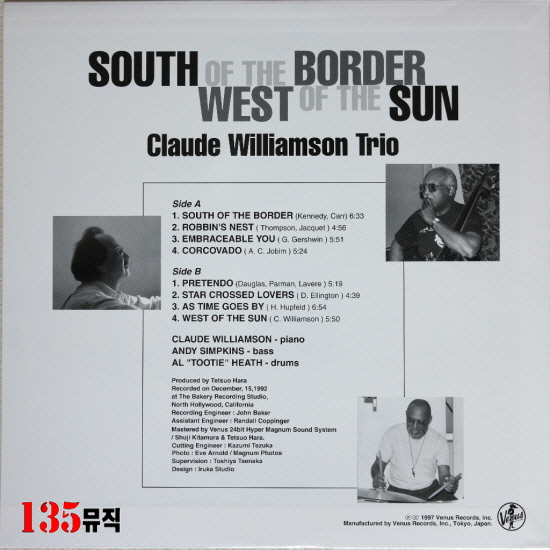 SOUTH OF THE BORDER
WEST OF THE SUN
Claude Williamson Trio
Side A
1. SOUTH OF THE BORDER (Kennedy, Carr) 6:33
2. ROBBIN'S NEST ( Thompson, Jacquet ) 4:56
3. EMBRACEABLE YOU ( G. Gershwin ) 5:51
4. CORCOVADO ( A. C. Jobim ) 5:24
Side B
1. PRETENDO (Dauglas, Parman, Lavere ) 5:19
2. STAR CROSSED LOVERS ( D. Ellington ) 4:39
3. AS TIME GOES BY ( H. Hupfeld ) 6:54
4. WEST OF THE SUN ( C. Williamson ) 5:50
CLAUDE WILLIAMSON - piano
ANDY SIMPKINS - bass
AL "TOOTIE" HEATH - drums
Produced by Tetsuo Hara
Recorded on December, 15,1992
at The Bakery Recording Studio,
North Hollywood, California
Recording Engineer : John Baker
Assistant Engineer : Randall Coppinger
Mastered by Venus 24bit Hyper Magnum Sound System
/ Shuji Kitamura & Tetsuo Hara.
Cutting Engineer : Kazumi Tezuka
Photo : Eve Arnold / Magnum Photos
Supervision : Toshiya Taenaka
Design : Iruka Studio
135뮤직
Ⓟ Ⓒ 1997 Venus Records, Inc.
Manufactured by Venus Records, Inc., Tokyo, Japan.
Venus